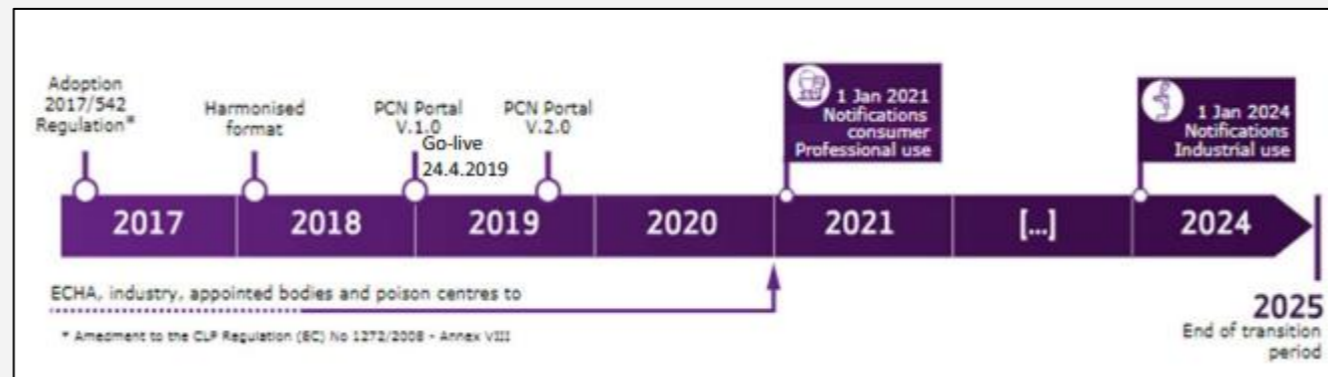 Adoption
2017/542
Regulation*
Harmonised
format
PCN Portal
V.1.0
Go-live
24.4.2019
PCN Portal
V.2.0
1 Jan 2021
Notifications
consumer
Professional use
1 Jan 2024
Notifications
Industrial use
2017
2018
2019
2020
2021
[...]
2024
ECHA, industry, appointed bodies and poison centres to
* Amedment to the CLP Regulation (EC) No 1272/2008 - Annex VIII
2025
End of transition
period